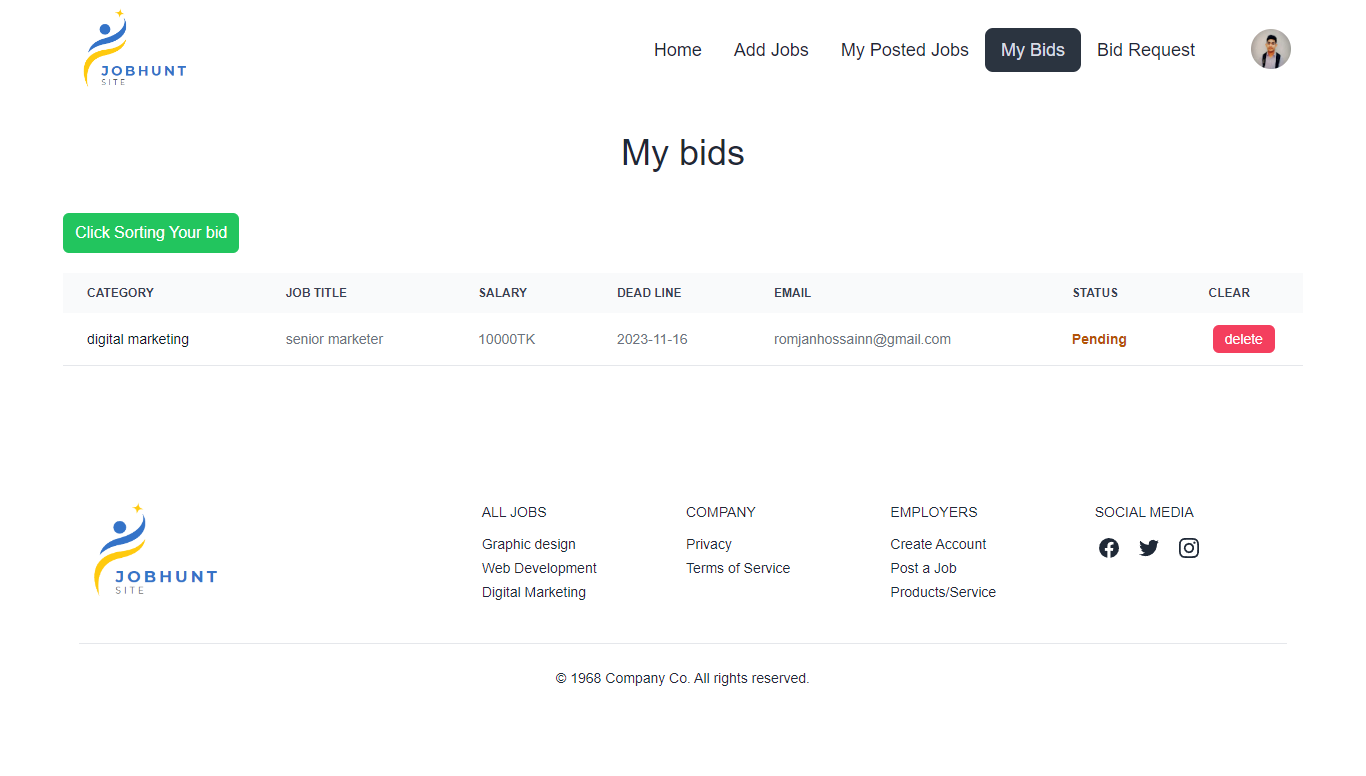 JOBHUNT
SITE
Home Add Jobs My Posted Jobs My Bids Bid Request
My bids
Click Sorting Your bid
CATEGORY JOB TITLE SALARY DEAD LINE EMAIL STATUS CLEAR
digital marketing senior marketer 10000TK 2023-11-16 romjanhossainn@gmail.com Pending delete
JOBHUNT
SITE
ALL JOBS
Graphic design
Web Development
Digital Marketing
COMPANY
Privacy
Terms of Service
EMPLOYERS
Create Account
Post a Job
Products/Service
SOCIAL MEDIA
© 1968 Company Co. All rights reserved.